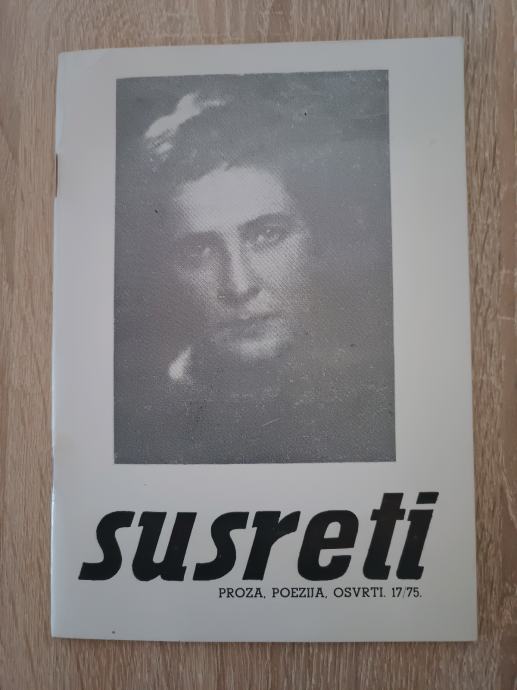 susreti
PROZA, POEZIJA, OSVRTI. 17/75.